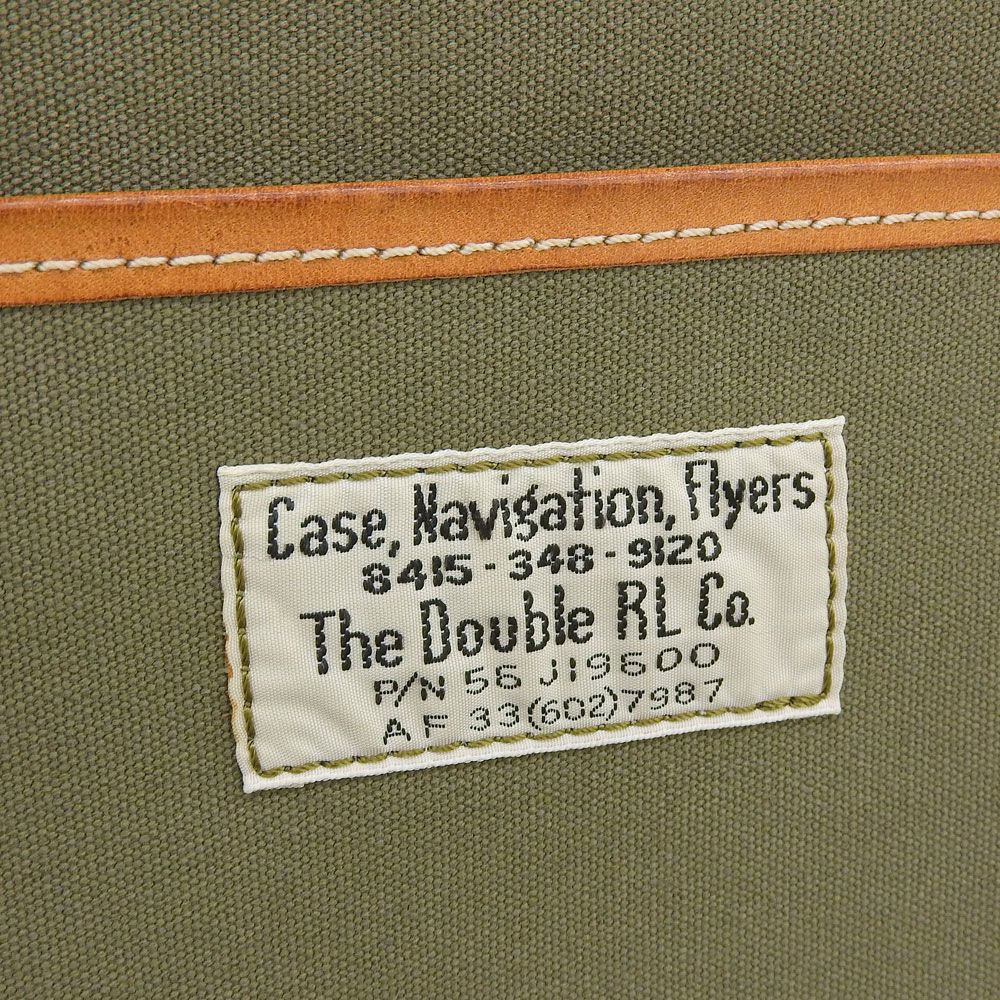 Case, Navigation, Flyers
8415-348-9120
The Double RL Co.
P/N 56 J19600
AF 33(602)7987